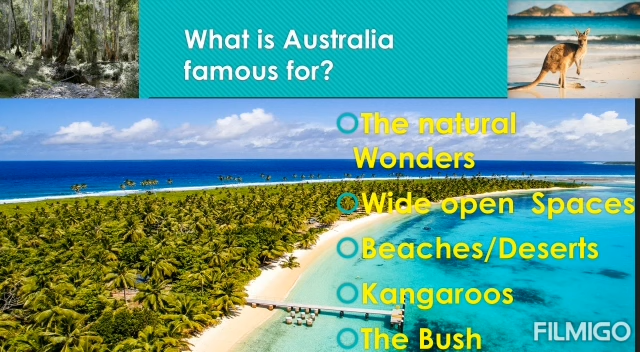 What is Australia
famous for?
The natural
Wonders
Wide open Spaces
Beaches/Deserts
Kangaroos
The Bush
FILMIGO